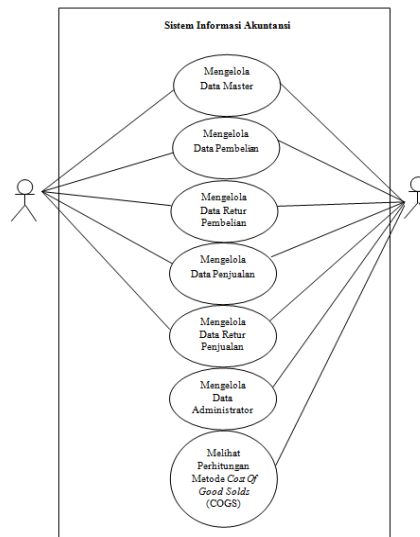 Sistem Informasi Akuntansi
Mengelola
Data Master
Mengelola
Data Pembelian
Mengelola
Data Retur
Pembelian
Mengelola
Data Penjualan
Mengelola
Data Retur
Penjualan
Mengelola
Data
Administrator
Melihat
Perhitungan
Metode Cost Of
Good Solds
(COGS)